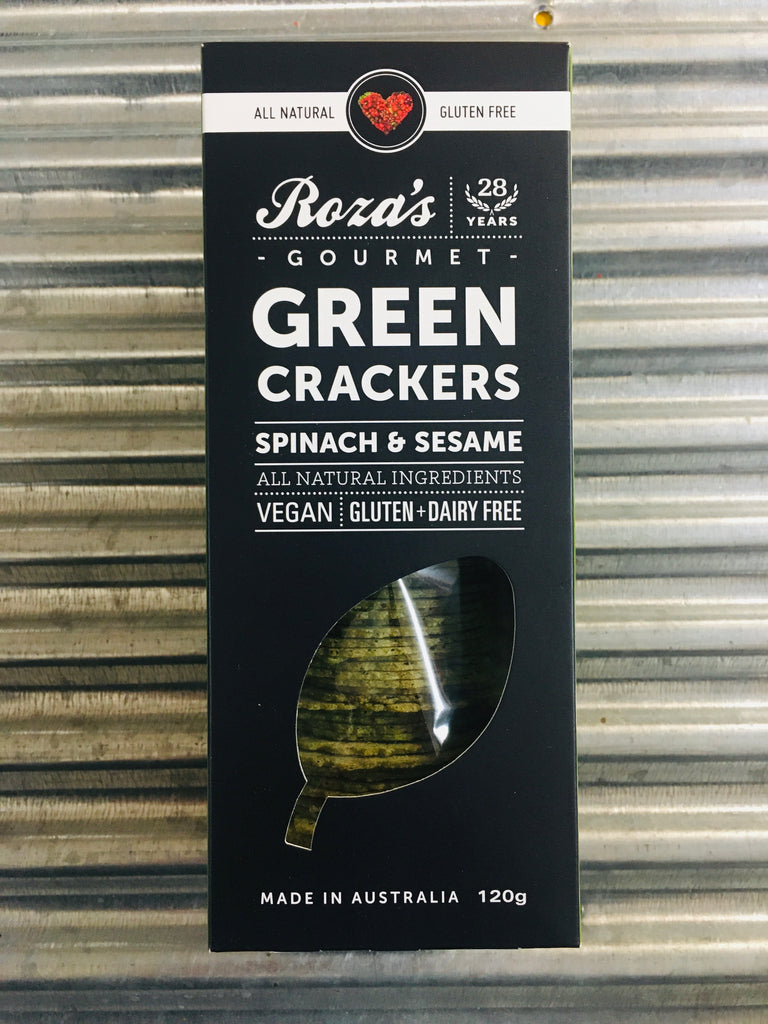 ALL NATURAL GLUTEN FREE
Roza's 28 YEARS
- GOURMET -
GREEN
CRACKERS
SPINACH & SESAME
ALL NATURAL INGREDIENTS
VEGAN GLUTEN + DAIRY FREE
MADE IN AUSTRALIA 120g